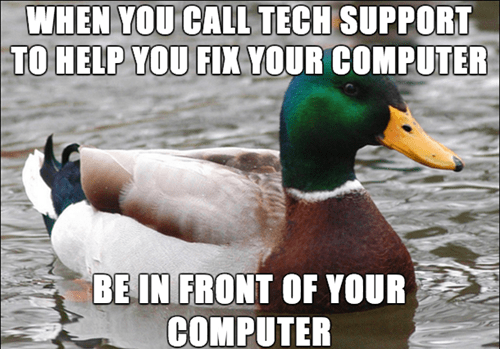 WHEN YOU CALL TECH SUPPORT
TO HELP YOU FIX YOUR COMPUTER
BE IN FRONT OF YOUR
COMPUTER